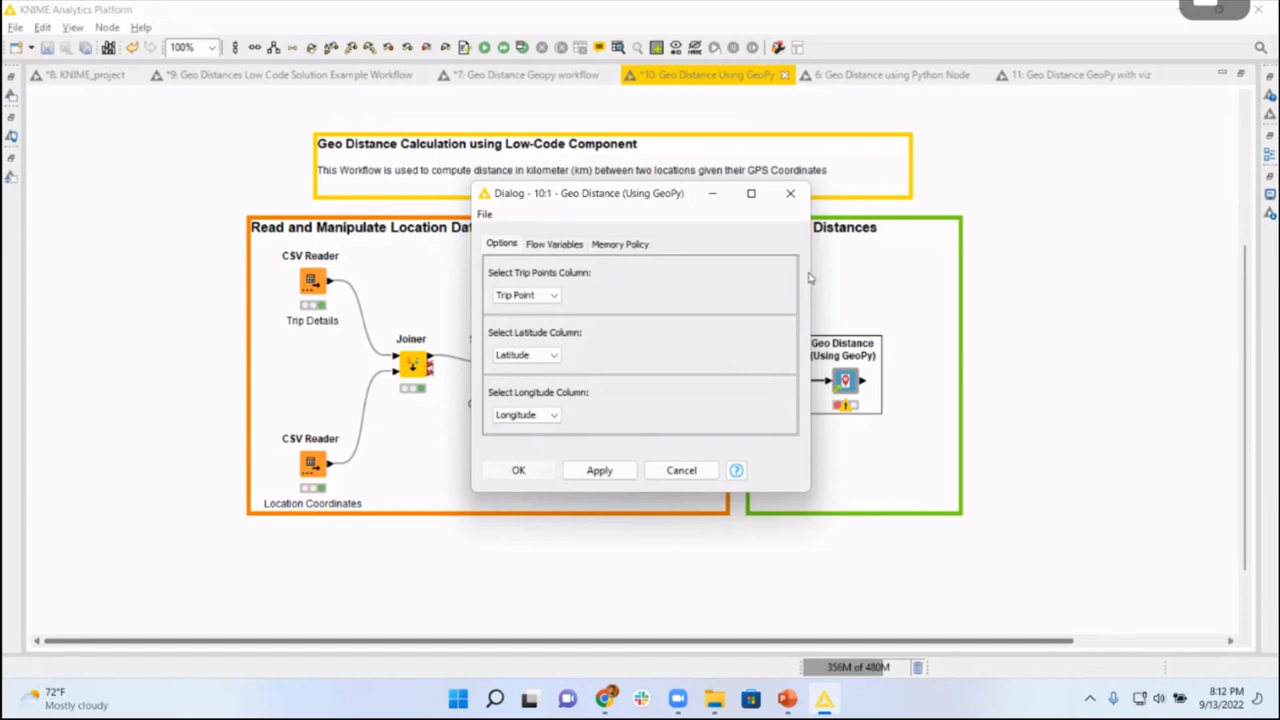 KNIME Analytics Platform
File Edit View Node Help
100%
*8: KNIME_project
*9: Geo Distances Low Code Solution Example Workflow
*7: Geo Distance Geopy workflow
*10: Geo Distance Using GeoPy
6: Geo Distance using Python Node
11: Geo Distance GeoPy with viz
Geo Distance Calculation using Low-Code Component
This Workflow is used to compute distance in kilometer (km) between two locations given their GPS Coordinates
Dialog - 10:1 - Geo Distance (Using GeoPy)
File
Options Flow Variables Memory Policy
Select Trip Points Column:
Trip Point
Select Latitude Column:
Latitude
Select Longitude Column:
Longitude
OK Apply Cancel ?
Read and Manipulate Location Dat
CSV Reader
Trip Details
Joiner
CSV Reader
Location Coordinates
Distances
Geo Distance
(Using GeoPy)
356M of 480M
72°F
Mostly cloudy
8:12 PM
9/13/2022